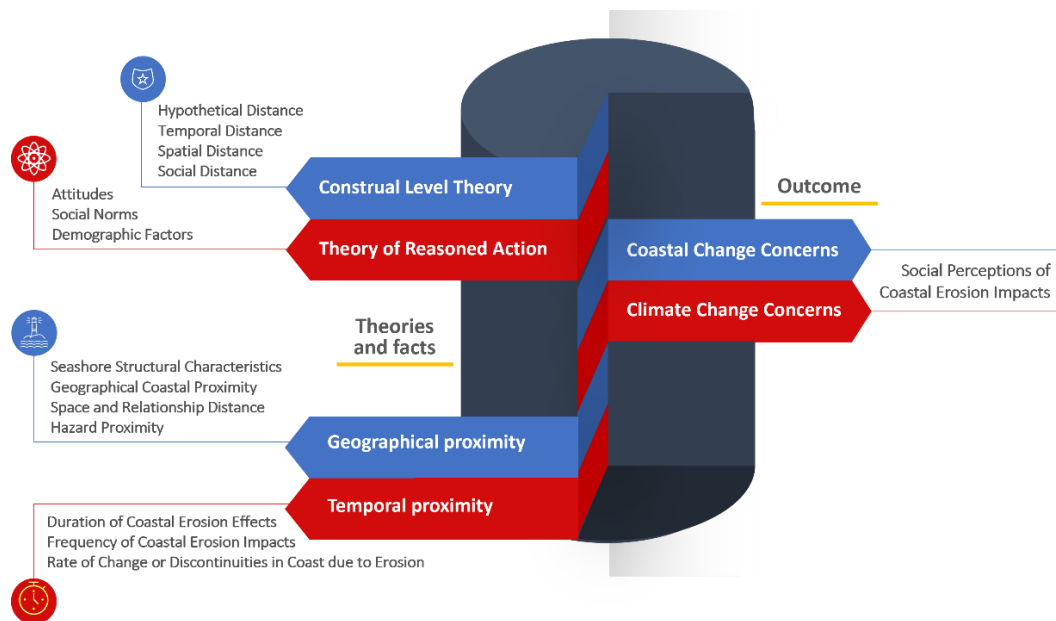 Hypothetical Distance
Temporal Distance
Spatial Distance
Social Distance
Construal Level Theory
Attitudes
Social Norms
Demographic Factors
Theory of Reasoned Action
Outcome
Coastal Change Concerns
Climate Change Concerns
Social Perceptions of
Coastal Erosion Impacts
Theories
and facts
Seashore Structural Characteristics
Geographical Coastal Proximity
Space and Relationship Distance
Hazard Proximity
Geographical proximity
Temporal proximity
Duration of Coastal Erosion Effects
Frequency of Coastal Erosion Impacts
Rate of Change or Discontinuities in Coast due to Erosion